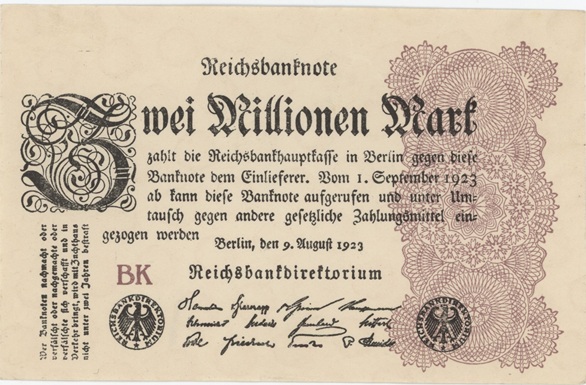 Reichsbanknote
Zwei Millionen Mark
zahlt die Reichsbankhauptkasse in Berlin gegen diese
Banknote dem Einlieferer. Vom 1. September 1923
ab kann diese Banknote aufgerufen und unter Um-
tausch gegen andere gesetzliche Zahlungsmittel ein-
gezogen werden
Berlin, den 9. August 1923
BK
Reichsbankdirektorium
Wer Banknoten nachmacht oder
verfälscht oder nachgemachte oder
verfälschte sich verschafft und in
Verkehr bringt, wird mit Zuchthaus
nicht unter zwei Jahren bestraft
REICHSBANKDIREKTORIUM
REICHSBANKDIREKTORIUM